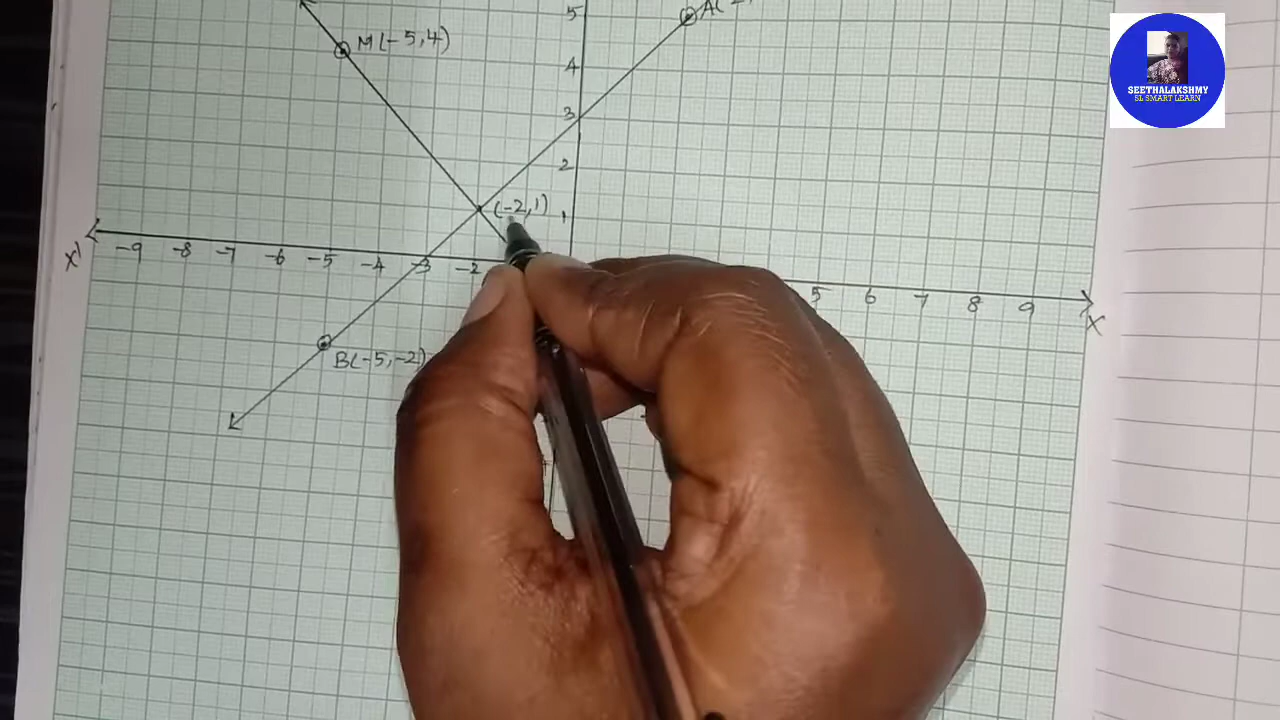 5
A(2,
M(-5,4)
4
3
2
(-2,1)
1
X'
-9 -8 -7 -6 -5 -4 -3 -2
5 6 7 8 9
X
B(-5,-2)
SEETHALAKSHMY
SL SMART LEARN